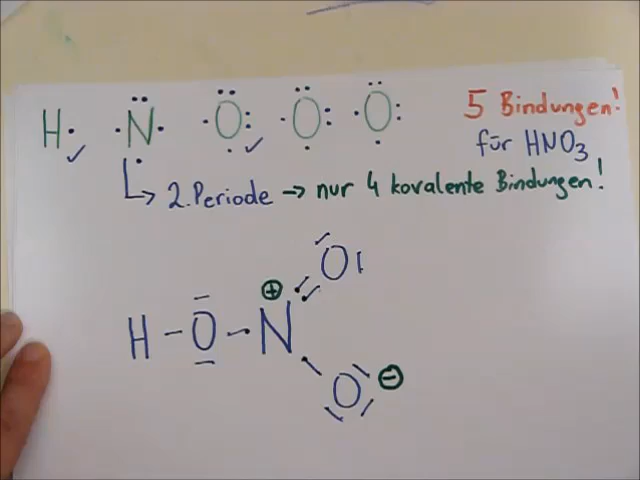 H N O O O
5 Bindungen!
für HNO3
↳ 2. Periode → nur 4 kovalente Bindungen!
⊕ O
H - O - N
O ⊖